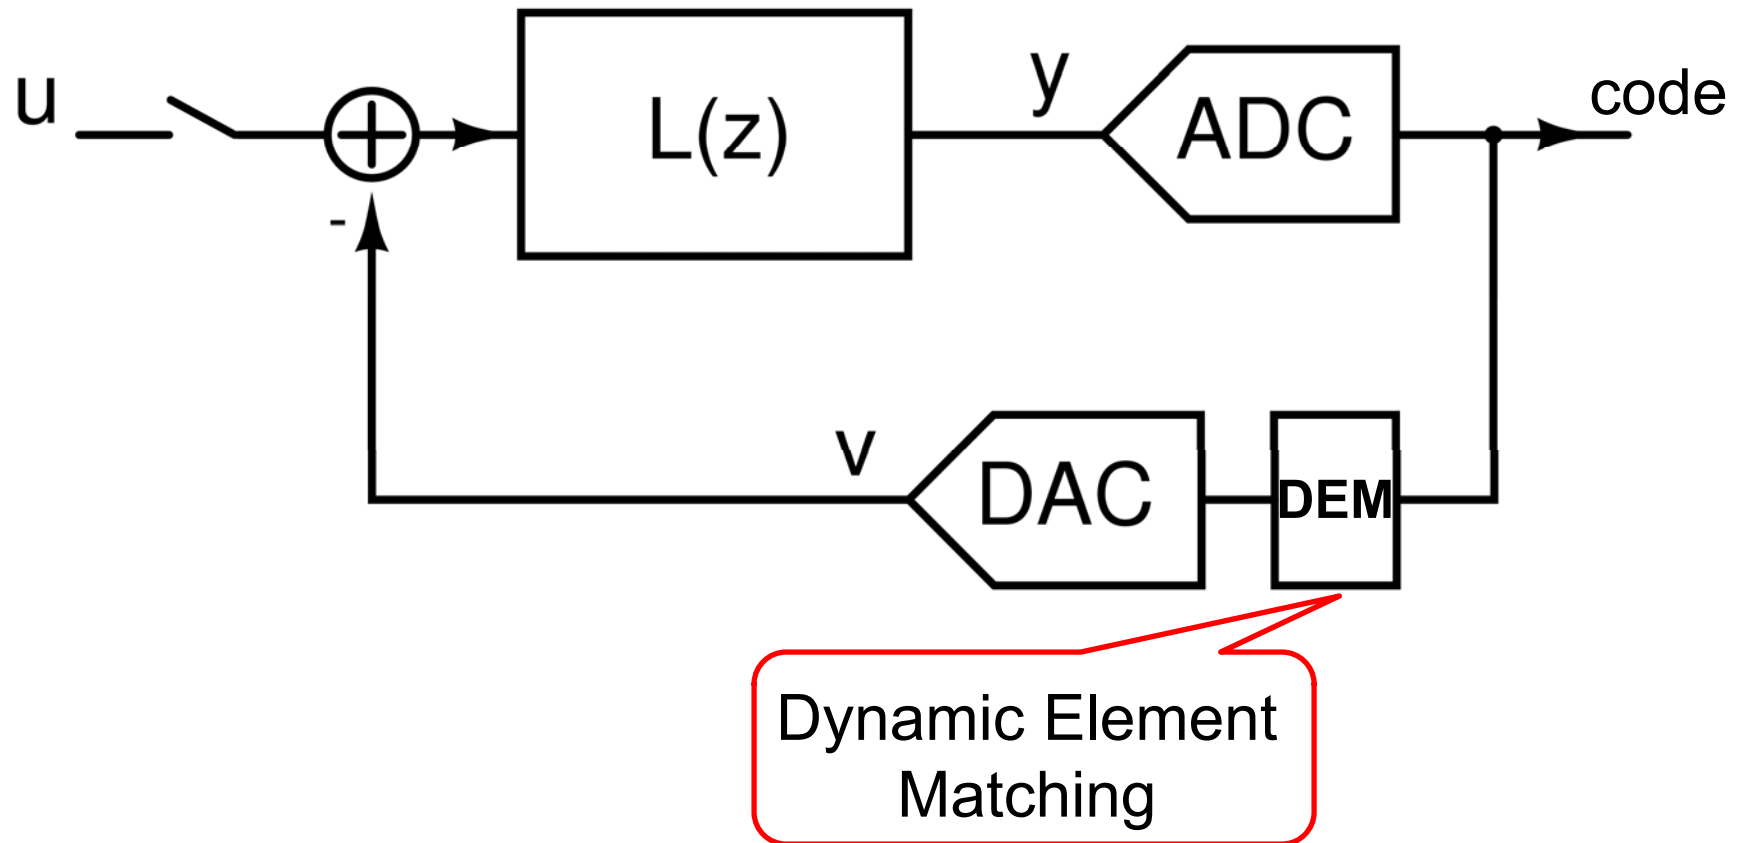 u
L(z)
y
ADC
code
-
v
DAC
DEM
Dynamic Element
Matching